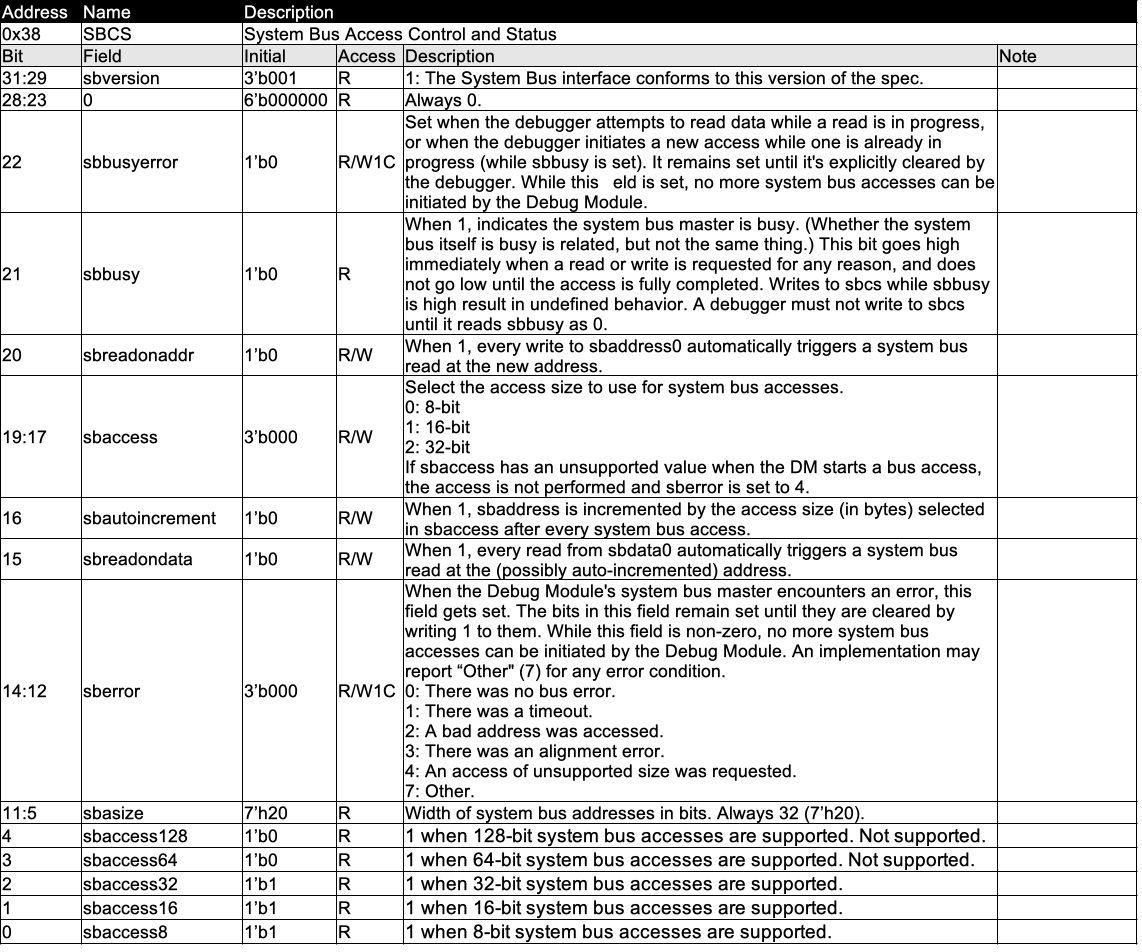 Address Name Description
0x38 SBCS System Bus Access Control and Status
Bit Field Initial Access Description Note
31:29 sbversion 3’b001 R 1: The System Bus interface conforms to this version of the spec.
28:23 0 6’b000000 R Always 0.
Set when the debugger attempts to read data while a read is in progress,
or when the debugger initiates a new access while one is already in
22 sbbusyerror 1’b0 R/W1C progress (while sbbusy is set). It remains set until it's explicitly cleared by
the debugger. While this eld is set, no more system bus accesses can be
initiated by the Debug Module.
When 1, indicates the system bus master is busy. (Whether the system
bus itself is busy is related, but not the same thing.) This bit goes high
21 sbbusy 1’b0 R immediately when a read or write is requested for any reason, and does
not go low until the access is fully completed. Writes to sbcs while sbbusy
is high result in undefined behavior. A debugger must not write to sbcs
until it reads sbbusy as 0.
20 sbreadonaddr 1’b0 R/W When 1, every write to sbaddress0 automatically triggers a system bus
read at the new address.
Select the access size to use for system bus accesses.
0: 8-bit
1: 16-bit
19:17 sbaccess 3’b000 R/W 2: 32-bit
If sbaccess has an unsupported value when the DM starts a bus access,
the access is not performed and sberror is set to 4.
16 sbautoincrement 1’b0 R/W When 1, sbaddress is incremented by the access size (in bytes) selected
in sbaccess after every system bus access.
15 sbreadondata 1’b0 R/W When 1, every read from sbdata0 automatically triggers a system bus
read at the (possibly auto-incremented) address.
When the Debug Module's system bus master encounters an error, this
field gets set. The bits in this field remain set until they are cleared by
writing 1 to them. While this field is non-zero, no more system bus
accesses can be initiated by the Debug Module. An implementation may
report “Other" (7) for any error condition.
14:12 sberror 3’b000 R/W1C 0: There was no bus error.
1: There was a timeout.
2: A bad address was accessed.
3: There was an alignment error.
4: An access of unsupported size was requested.
7: Other.
11:5 sbasize 7’h20 R Width of system bus addresses in bits. Always 32 (7’h20).
4 sbaccess128 1’b0 R 1 when 128-bit system bus accesses are supported. Not supported.
3 sbaccess64 1’b0 R 1 when 64-bit system bus accesses are supported. Not supported.
2 sbaccess32 1’b1 R 1 when 32-bit system bus accesses are supported.
1 sbaccess16 1’b1 R 1 when 16-bit system bus accesses are supported.
0 sbaccess8 1’b1 R 1 when 8-bit system bus accesses are supported.